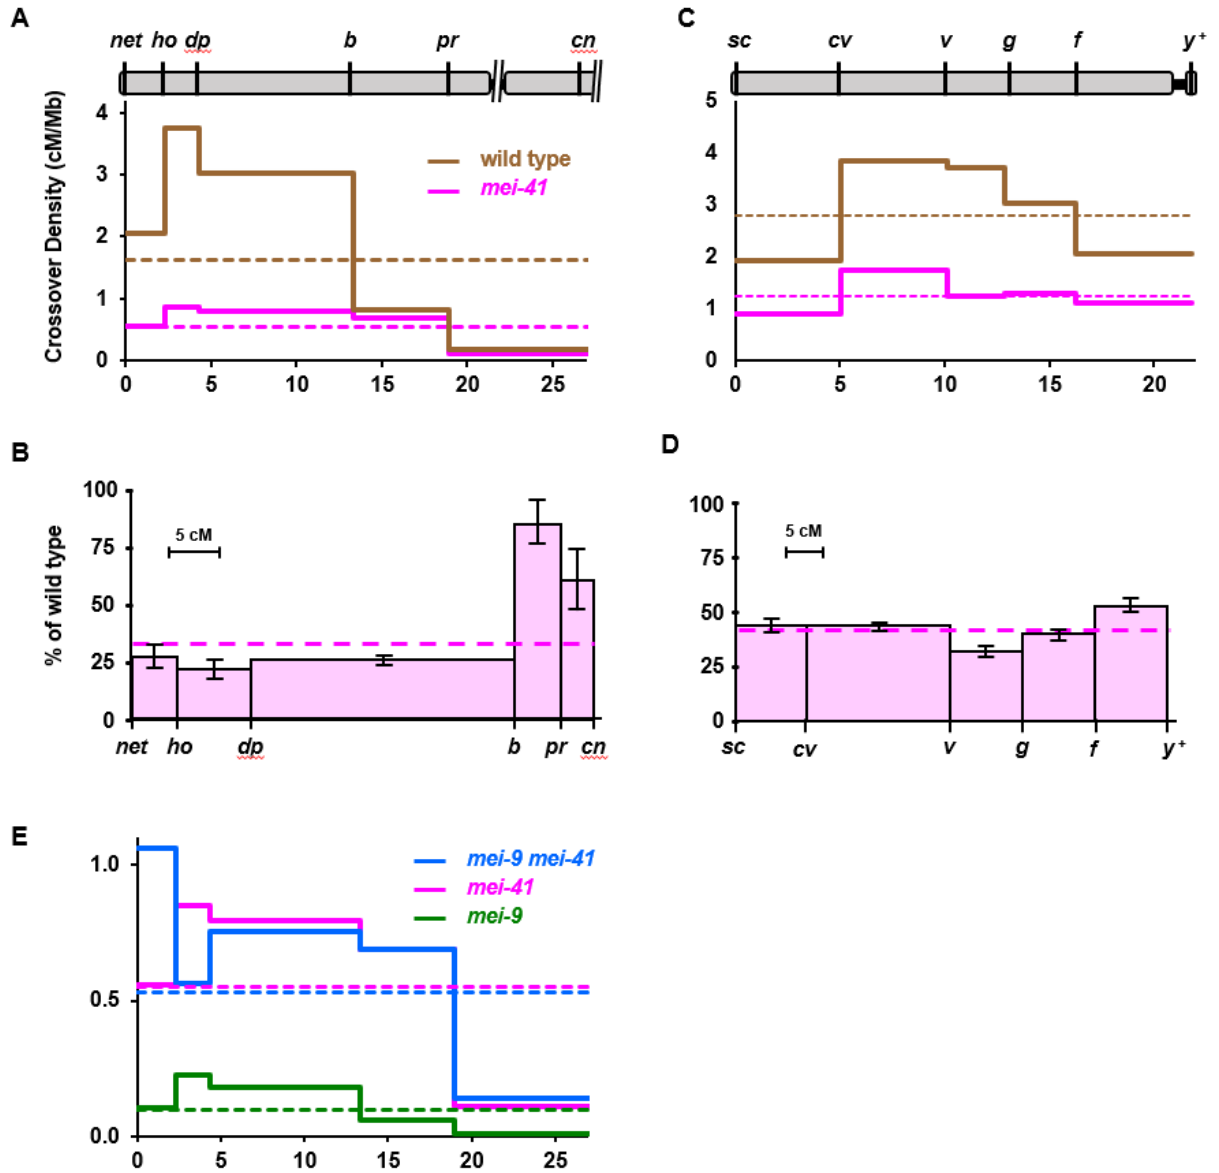 A
net ho dp b pr cn
Crossover Density (cM/Mb)
4
3
2
1
0
wild type
mei-41
0 5 10 15 20 25
C
sc cv v g f y+
5
4
3
2
1
0
0 5 10 15 20
B
% of wild type
100
75
50
25
0
5 cM
net ho dp b pr cn
D
100
75
50
25
0
5 cM
sc cv v g f y+
E
1.0
0.5
0.0
mei-9 mei-41
mei-41
mei-9
0 5 10 15 20 25